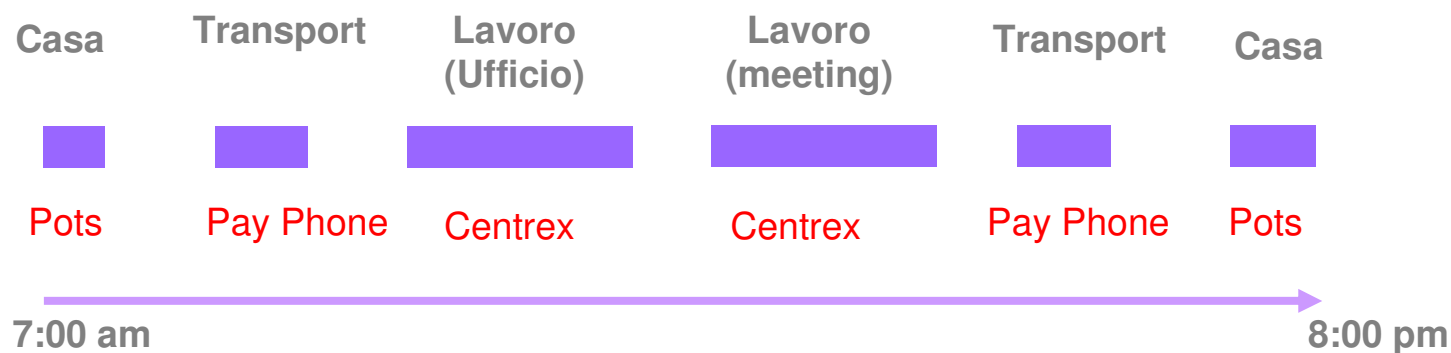 Casa
Transport
Lavoro
(Ufficio)
Lavoro
(meeting)
Transport
Casa
Pots
Pay Phone
Centrex
Centrex
Pay Phone
Pots
7:00 am
8:00 pm